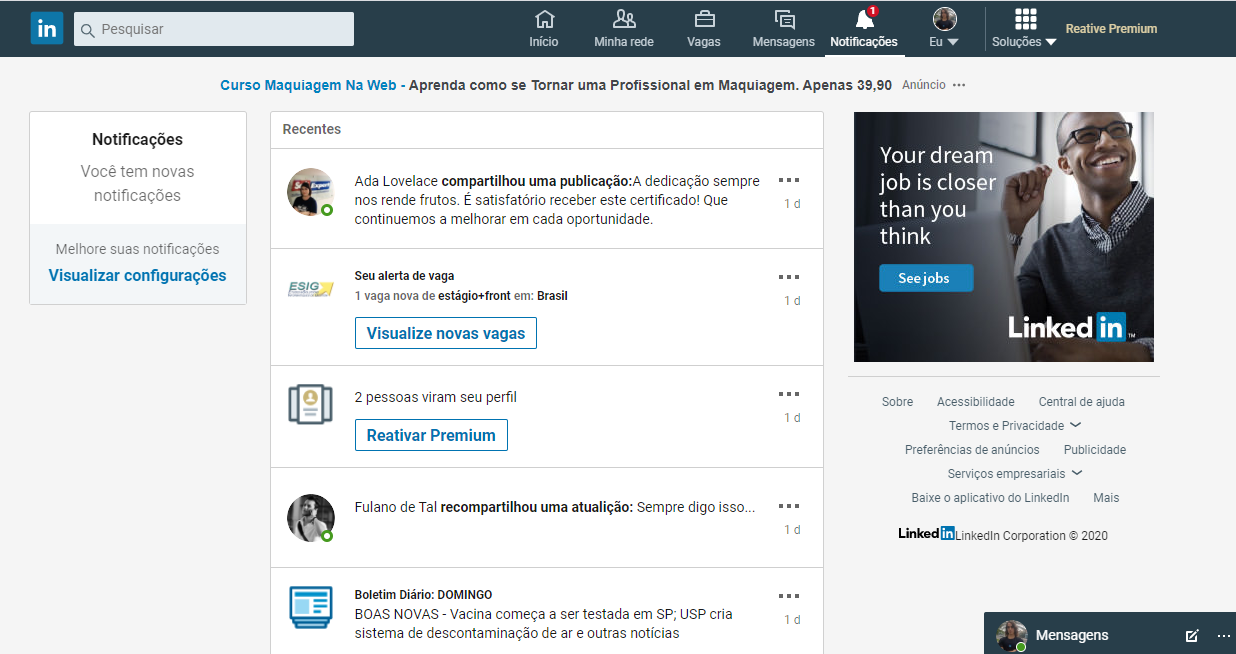 in
Pesquisar
Início
Minha rede
Vagas
Mensagens
1
Notificações
Eu
Soluções
Reative Premium
Curso Maquiagem Na Web - Aprenda como se Tornar uma Profissional em Maquiagem. Apenas 39,90
Anúncio
Notificações
Você tem novas
notificações
Melhore suas notificações
Visualizar configurações
Recentes
Ada Lovelace compartilhou uma publicação:A dedicação sempre
nos rende frutos. É satisfatório receber este certificado! Que
continuemos a melhorar em cada oportunidade.
1 d
ESIG
Seu alerta de vaga
1 vaga nova de estágio+front em: Brasil
Visualize novas vagas
1 d
2 pessoas viram seu perfil
Reativar Premium
1 d
Fulano de Tal recompartilhou uma atualição: Sempre digo isso...
1 d
Boletim Diário: DOMINGO
BOAS NOVAS - Vacina começa a ser testada em SP; USP cria
sistema de descontaminação de ar e outras notícias
1 d
Your dream
job is closer
than you
think
See jobs
Linked in ™
Sobre
Acessibilidade
Central de ajuda
Termos e Privacidade
Preferências de anúncios
Publicidade
Serviços empresariais
Baixe o aplicativo do LinkedIn
Mais
Linked in LinkedIn Corporation © 2020
Mensagens